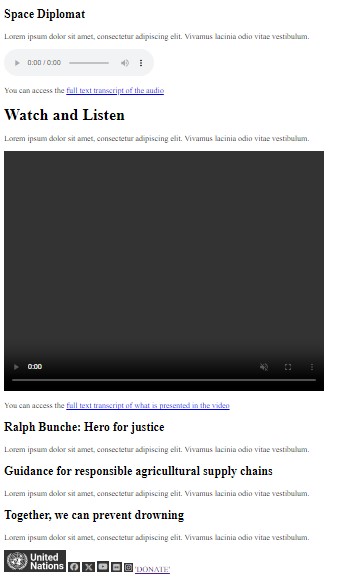 Space Diplomat
Lorem ipsum dolor sit amet, consectetur adipiscing elit. Vivamus lacinia odio vitae vestibulum.
0:00 / 0:00
You can access the full text transcript of the audio
Watch and Listen
Lorem ipsum dolor sit amet, consectetur adipiscing elit. Vivamus lacinia odio vitae vestibulum.
0:00
You can access the full text transcript of what is presented in the video
Ralph Bunche: Hero for justice
Lorem ipsum dolor sit amet, consectetur adipiscing elit. Vivamus lacinia odio vitae vestibulum.
Guidance for responsible agricultural supply chains
Lorem ipsum dolor sit amet, consectetur adipiscing elit. Vivamus lacinia odio vitae vestibulum.
Together, we can prevent drowning
Lorem ipsum dolor sit amet, consectetur adipiscing elit. Vivamus lacinia odio vitae vestibulum.
United
Nations
'DONATE'